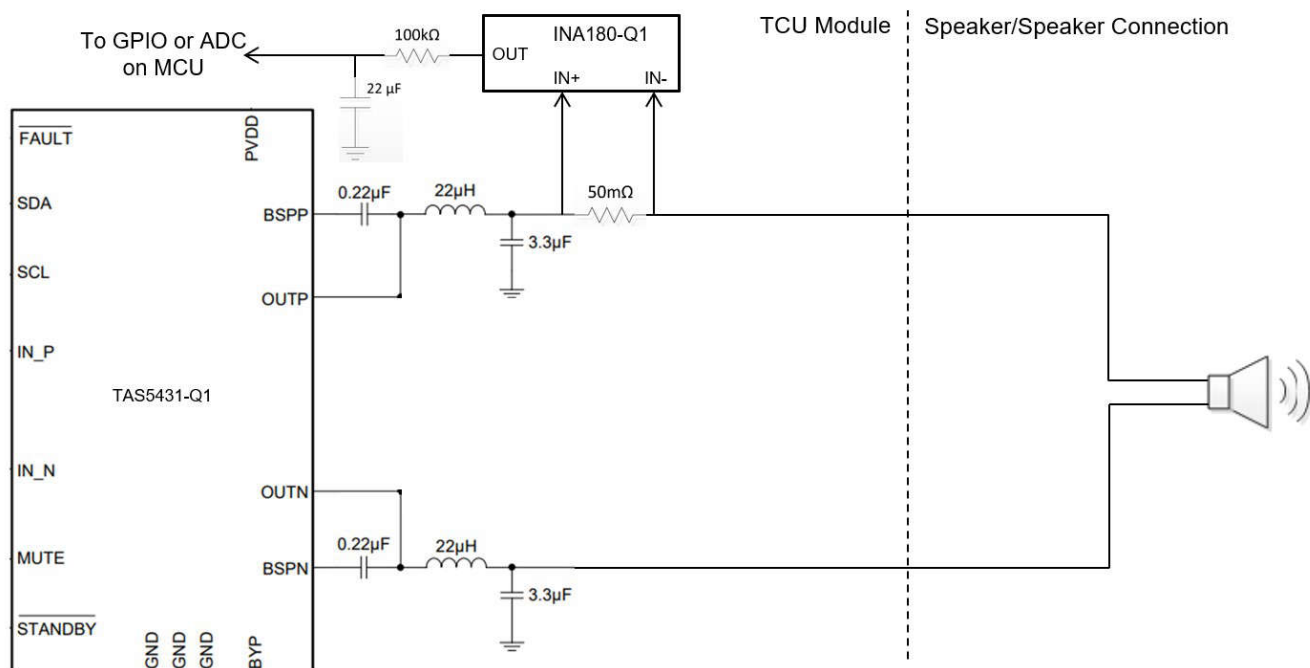 To GPIO or ADC
on MCU
100kΩ
INA180-Q1
OUT
IN+
IN-
TCU Module
Speaker/Speaker Connection
22 µF
FAULT
PVDD
SDA
BSPP
0.22µF
22µH
50mΩ
3.3µF
SCL
OUTP
IN_P
TAS5431-Q1
IN_N
OUTN
MUTE
BSPN
0.22µF
22µH
3.3µF
STANDBY
GND
GND
GND
BYP